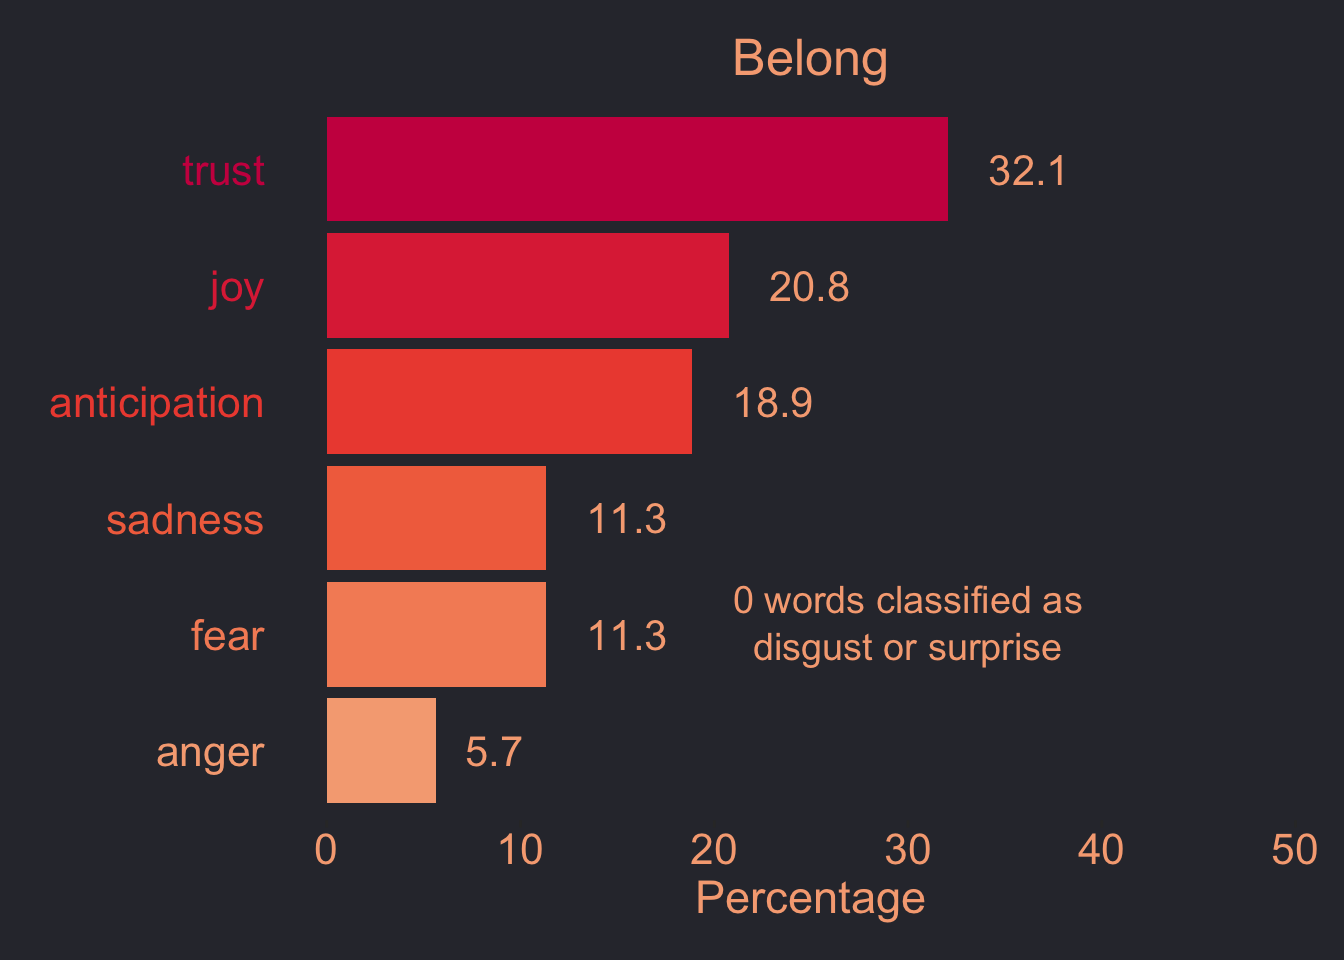 Belong
trust 32.1
joy 20.8
anticipation 18.9
sadness 11.3
fear 11.3
0 words classified as
disgust or surprise
anger 5.7
0 10 20 30 40 50
Percentage